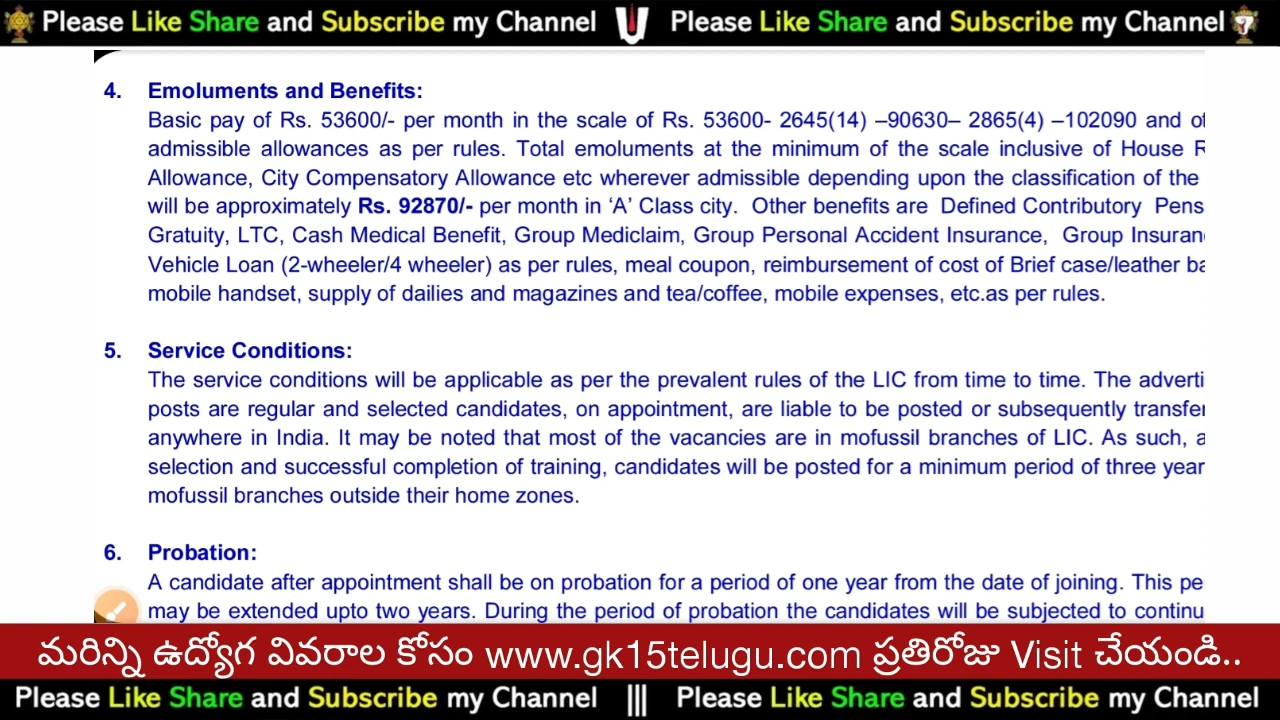 Please Like Share and Subscribe my Channel Please Like Share and Subscribe my Channel
4. Emoluments and Benefits:
Basic pay of Rs. 53600/- per month in the scale of Rs. 53600- 2645(14) –90630– 2865(4) –102090 and
admissible allowances as per rules. Total emoluments at the minimum of the scale inclusive of House
Allowance, City Compensatory Allowance etc wherever admissible depending upon the classification of the
will be approximately Rs. 92870/- per month in ‘A’ Class city. Other benefits are Defined Contributory Pens
Gratuity, LTC, Cash Medical Benefit, Group Mediclaim, Group Personal Accident Insurance, Group Insuran
Vehicle Loan (2-wheeler/4 wheeler) as per rules, meal coupon, reimbursement of cost of Brief case/leather ba
mobile handset, supply of dailies and magazines and tea/coffee, mobile expenses, etc.as per rules.
5. Service Conditions:
The service conditions will be applicable as per the prevalent rules of the LIC from time to time. The adverti
posts are regular and selected candidates, on appointment, are liable to be posted or subsequently transfer
anywhere in India. It may be noted that most of the vacancies are in mofussil branches of LIC. As such, a
selection and successful completion of training, candidates will be posted for a minimum period of three year
mofussil branches outside their home zones.
6. Probation:
A candidate after appointment shall be on probation for a period of one year from the date of joining. This pe
may be extended upto two years. During the period of probation the candidates will be subjected to continu
మరిన్ని ఉద్యోగ వివరాల కోసం www.gk15telugu.com ప్రతిరోజు Visit చేయండి..
Please Like Share and Subscribe my Channel ||| Please Like Share and Subscribe my Channel